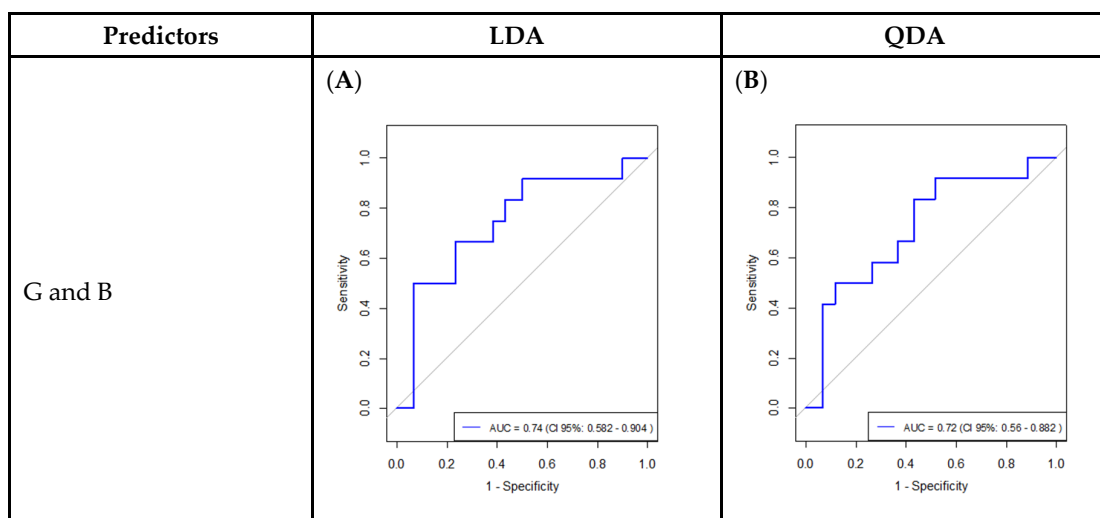 Predictors
LDA
QDA
G and B
(A)
Sensitivity
1.0
0.8
0.6
0.4
0.2
0.0
AUC = 0.74 (CI 95%: 0.582 - 0.904 )
0.0 0.2 0.4 0.6 0.8 1.0
1 - Specificity
(B)
Sensitivity
1.0
0.8
0.6
0.4
0.2
0.0
AUC = 0.72 (CI 95%: 0.56 - 0.882 )
0.0 0.2 0.4 0.6 0.8 1.0
1 - Specificity